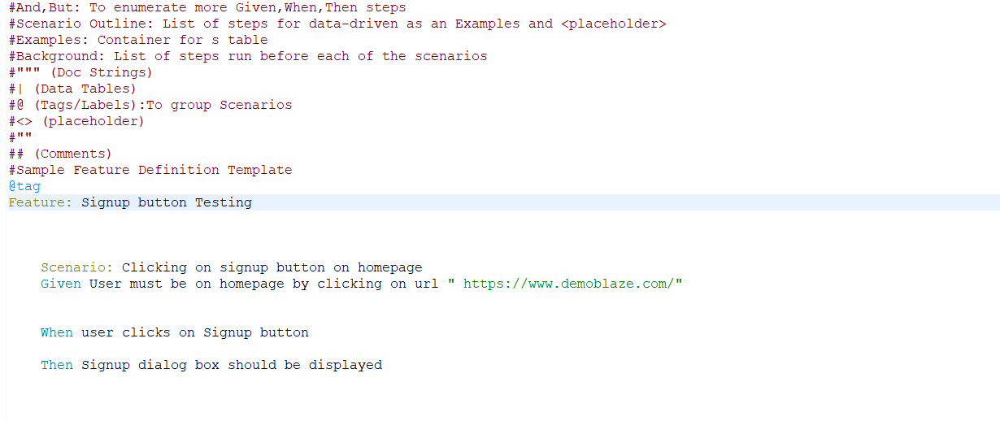 #And,But: To enumerate more Given,When,Then steps
#Scenario Outline: List of steps for data-driven as an Examples and <placeholder>
#Examples: Container for s table
#Background: List of steps run before each of the scenarios
#""" (Doc Strings)
#| (Data Tables)
#@ (Tags/Labels):To group Scenarios
#<> (placeholder)
#""
## (Comments)
#Sample Feature Definition Template
@tag
Feature: Signup button Testing
Scenario: Clicking on signup button on homepage
Given User must be on homepage by clicking on url " https://www.demoblaze.com/"
When user clicks on Signup button
Then Signup dialog box should be displayed